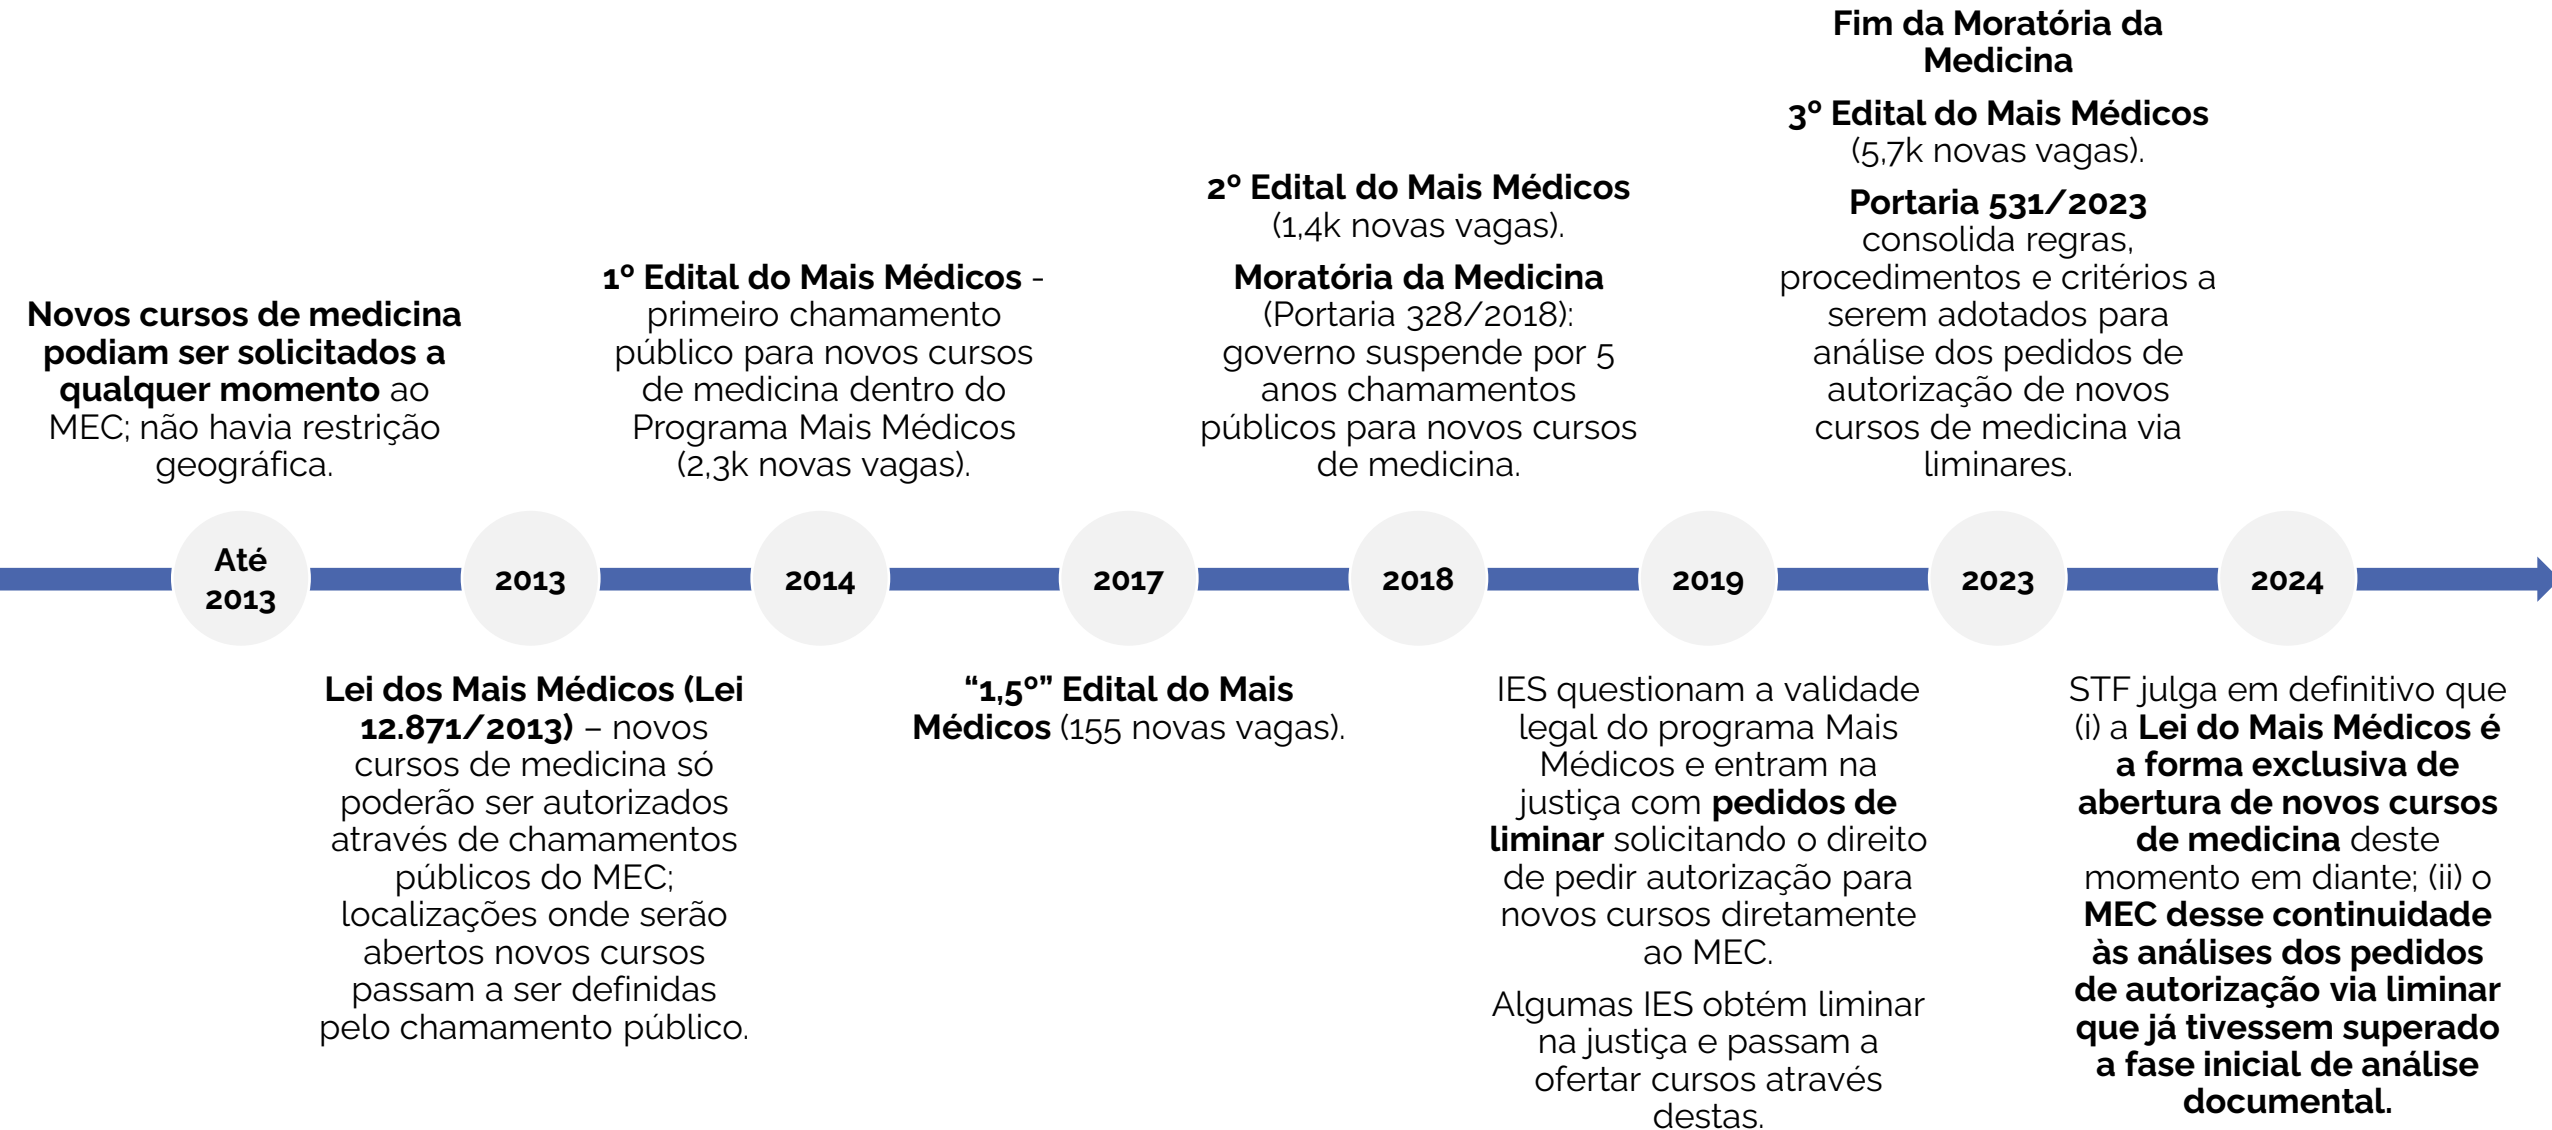 Novos cursos de medicina
podiam ser solicitados a
qualquer momento ao
MEC; não havia restrição
geográfica.
Até
2013
2013
Lei dos Mais Médicos (Lei
12.871/2013) – novos
cursos de medicina só
poderão ser autorizados
através de chamamentos
públicos do MEC;
localizações onde serão
abertos novos cursos
passam a ser definidas
pelo chamamento público.
1º Edital do Mais Médicos -
primeiro chamamento
público para novos cursos
de medicina dentro do
Programa Mais Médicos
(2,3k novas vagas).
2014
2017
“1,5º” Edital do Mais
Médicos (155 novas vagas).
2º Edital do Mais Médicos
(1,4k novas vagas).
Moratória da Medicina
(Portaria 328/2018):
governo suspende por 5
anos chamamentos
públicos para novos cursos
de medicina.
2018
2019
IES questionam a validade
legal do programa Mais
Médicos e entram na
justiça com pedidos de
liminar solicitando o direito
de pedir autorização para
novos cursos diretamente
ao MEC.
Algumas IES obtém liminar
na justiça e passam a
ofertar cursos através
destas.
Fim da Moratória da
Medicina
3º Edital do Mais Médicos
(5,7k novas vagas).
Portaria 531/2023
consolida regras,
procedimentos e critérios a
serem adotados para
análise dos pedidos de
autorização de novos
cursos de medicina via
liminares.
2023
2024
STF julga em definitivo que
(i) a Lei do Mais Médicos é
a forma exclusiva de
abertura de novos cursos
de medicina deste
momento em diante; (ii) o
MEC desse continuidade
às análises dos pedidos
de autorização via liminar
que já tivessem superado
a fase inicial de análise
documental.